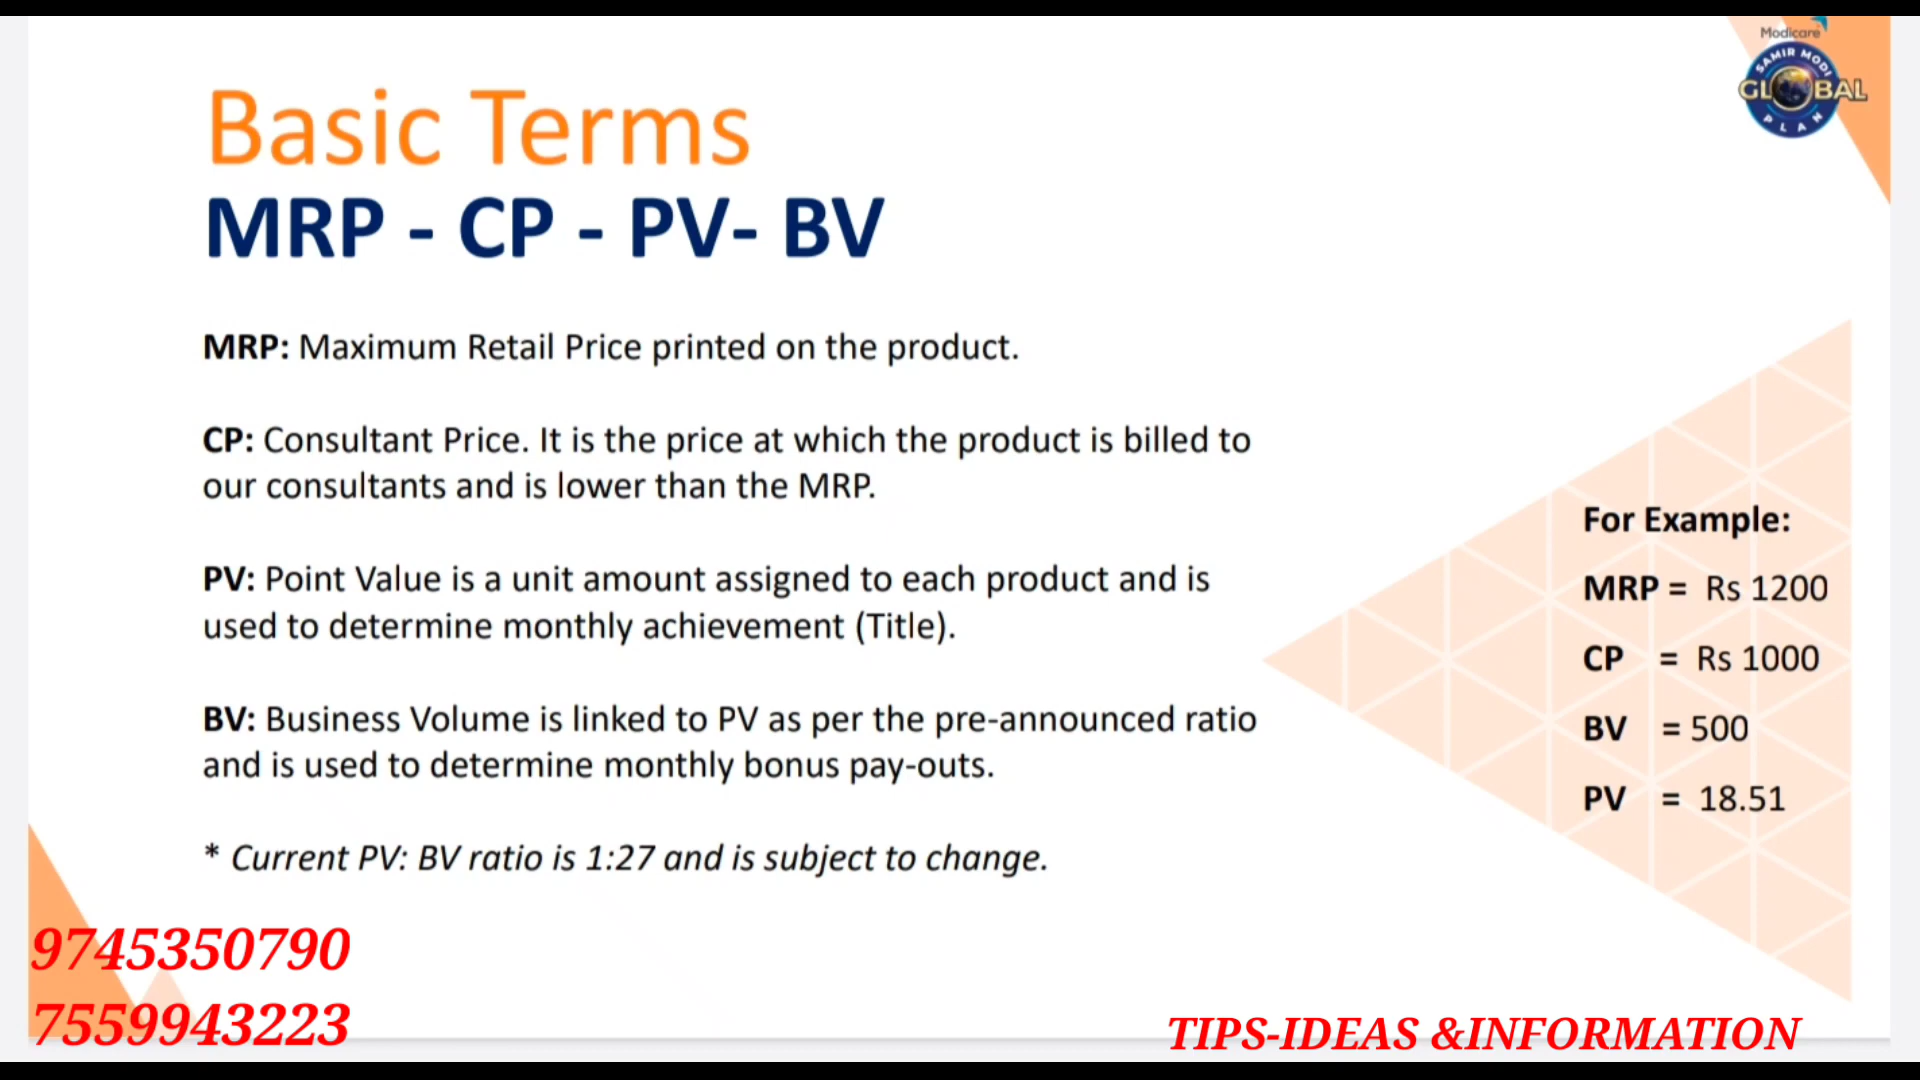 Modicare
SAMIR MODI
GLOBAL
PLAN
Basic Terms
MRP - CP - PV- BV
MRP: Maximum Retail Price printed on the product.
CP: Consultant Price. It is the price at which the product is billed to
our consultants and is lower than the MRP.
PV: Point Value is a unit amount assigned to each product and is
used to determine monthly achievement (Title).
BV: Business Volume is linked to PV as per the pre-announced ratio
and is used to determine monthly bonus pay-outs.
* Current PV: BV ratio is 1:27 and is subject to change.
For Example:
MRP = Rs 1200
CP = Rs 1000
BV = 500
PV = 18.51
9745350790
7559943223
TIPS-IDEAS &INFORMATION